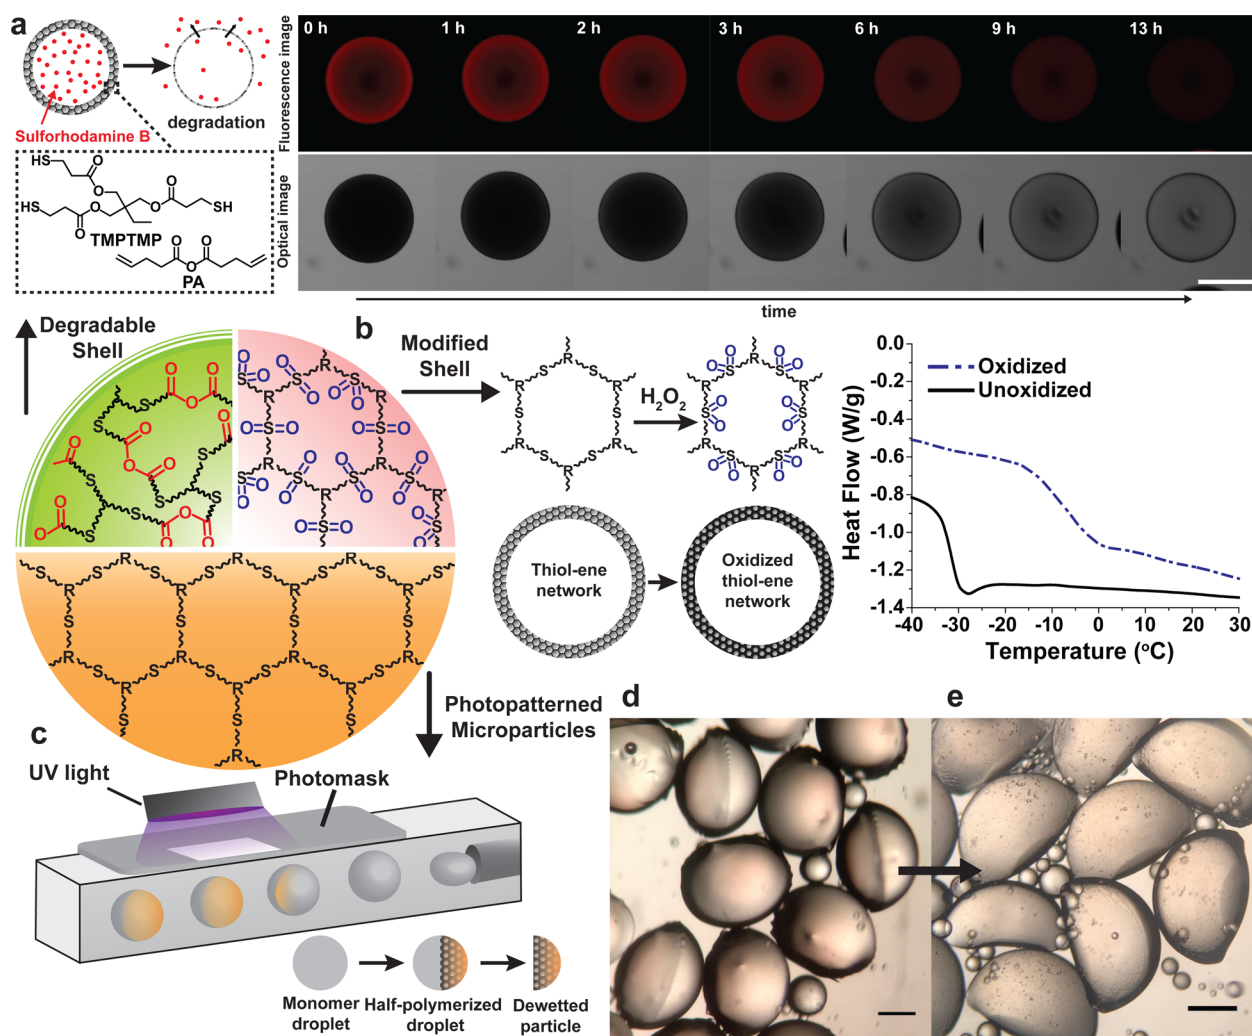 a
Sulforhodamine B
degradation
HS
O
O
O
O
HS
O
O
SH
O
TMPTMP
O
O
O
PA
Fluorescence image
0 h
1 h
2 h
3 h
6 h
9 h
13 h
Optical image
time
Degradable
Shell
b
Modified
Shell
H2O2
Thiol-ene
network
Oxidized
thiol-ene
network
Oxidized
Unoxidized
Heat Flow (W/g)
0.0
-0.2
-0.4
-0.6
-0.8
-1.0
-1.2
-1.4
-40
-30
-20
-10
0
10
20
30
Temperature (oC)
Photopatterned
Microparticles
c
UV light
Photomask
Monomer
droplet
Half-polymerized
droplet
Dewetted
particle
d
e